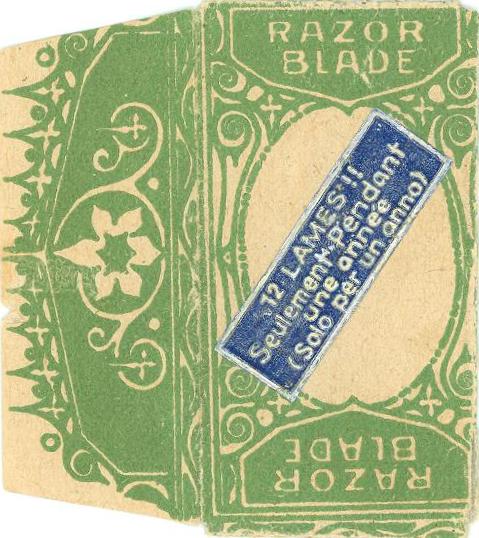 RAZOR
BLADE
12 LAMES!!
Seulement Pendant
une année
(Solo per un anno)
RAZOR
BLADE